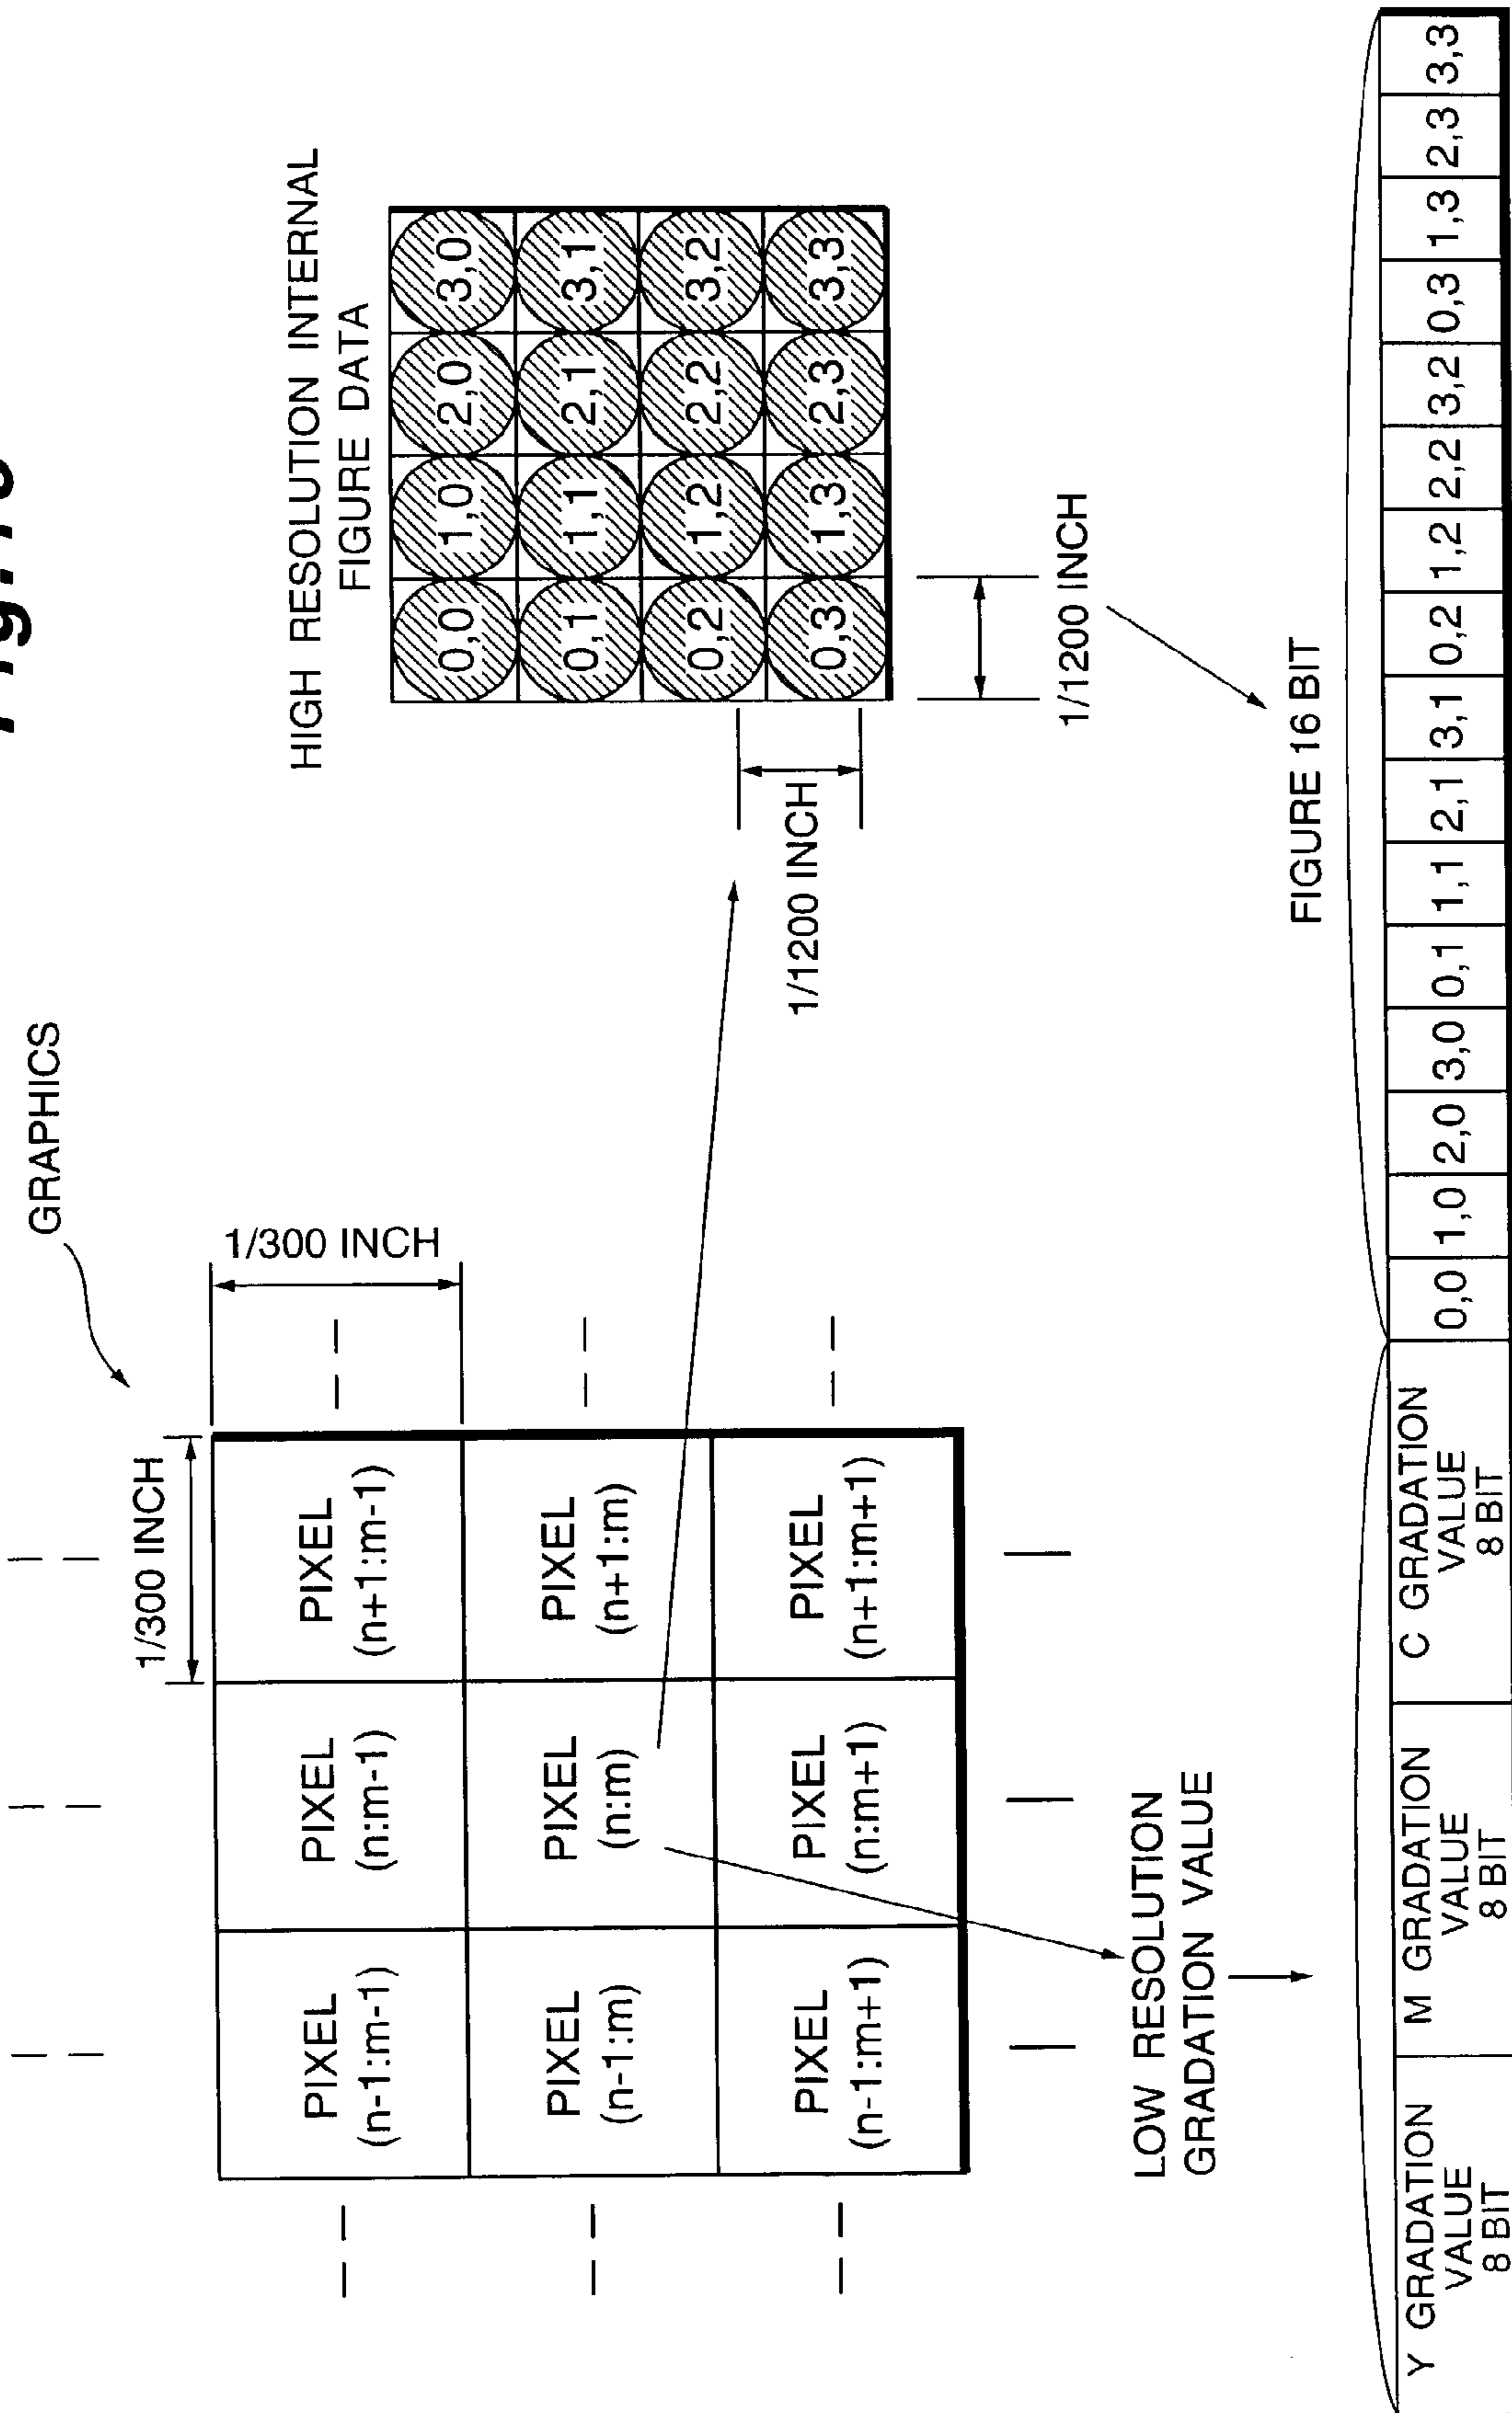 GRAPHICS
1/300 INCH
1/300 INCH
PIXEL
(n-1:m-1)
PIXEL
(n:m-1)
PIXEL
(n+1:m-1)
PIXEL
(n-1:m)
PIXEL
(n:m)
PIXEL
(n+1:m)
PIXEL
(n-1:m+1)
PIXEL
(n:m+1)
PIXEL
(n+1:m+1)
HIGH RESOLUTION INTERNAL
FIGURE DATA
0,0 1,0 2,0 3,0
0,1 1,1 2,1 3,1
0,2 1,2 2,2 3,2
0,3 1,3 2,3 3,3
1/1200 INCH
1/1200 INCH
LOW RESOLUTION
GRADATION VALUE
FIGURE 16 BIT
Y GRADATION
VALUE
8 BIT
M GRADATION
VALUE
8 BIT
C GRADATION
VALUE
8 BIT
0,0 1,0 2,0 3,0 0,1 1,1 2,1 3,1 0,2 1,2 2,2 3,2 0,3 1,3 2,3 3,3